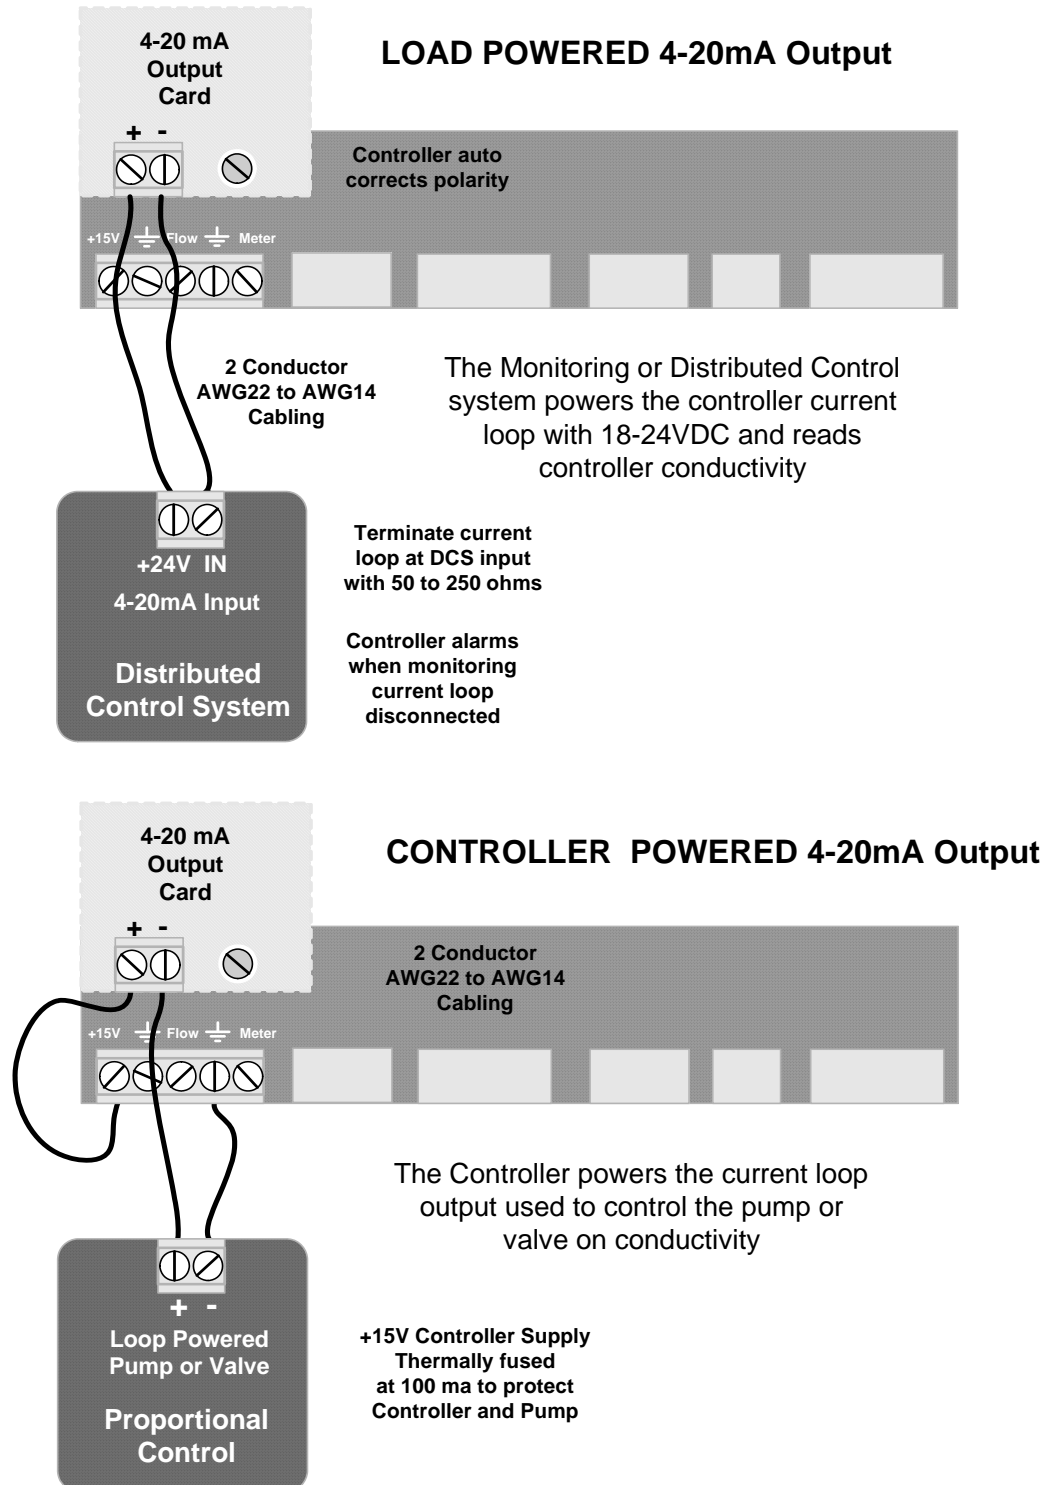 4-20 mA
Output
Card
+ -
LOAD POWERED 4-20mA Output
Controller auto
corrects polarity
+15V Flow Meter
2 Conductor
AWG22 to AWG14
Cabling
The Monitoring or Distributed Control
system powers the controller current
loop with 18-24VDC and reads
controller conductivity
+24V IN
4-20mA Input
Distributed
Control System
Terminate current
loop at DCS input
with 50 to 250 ohms
Controller alarms
when monitoring
current loop
disconnected
4-20 mA
Output
Card
+ -
CONTROLLER POWERED 4-20mA Output
2 Conductor
AWG22 to AWG14
Cabling
+15V Flow Meter
The Controller powers the current loop
output used to control the pump or
valve on conductivity
+ -
Loop Powered
Pump or Valve
Proportional
Control
+15V Controller Supply
Thermally fused
at 100 ma to protect
Controller and Pump